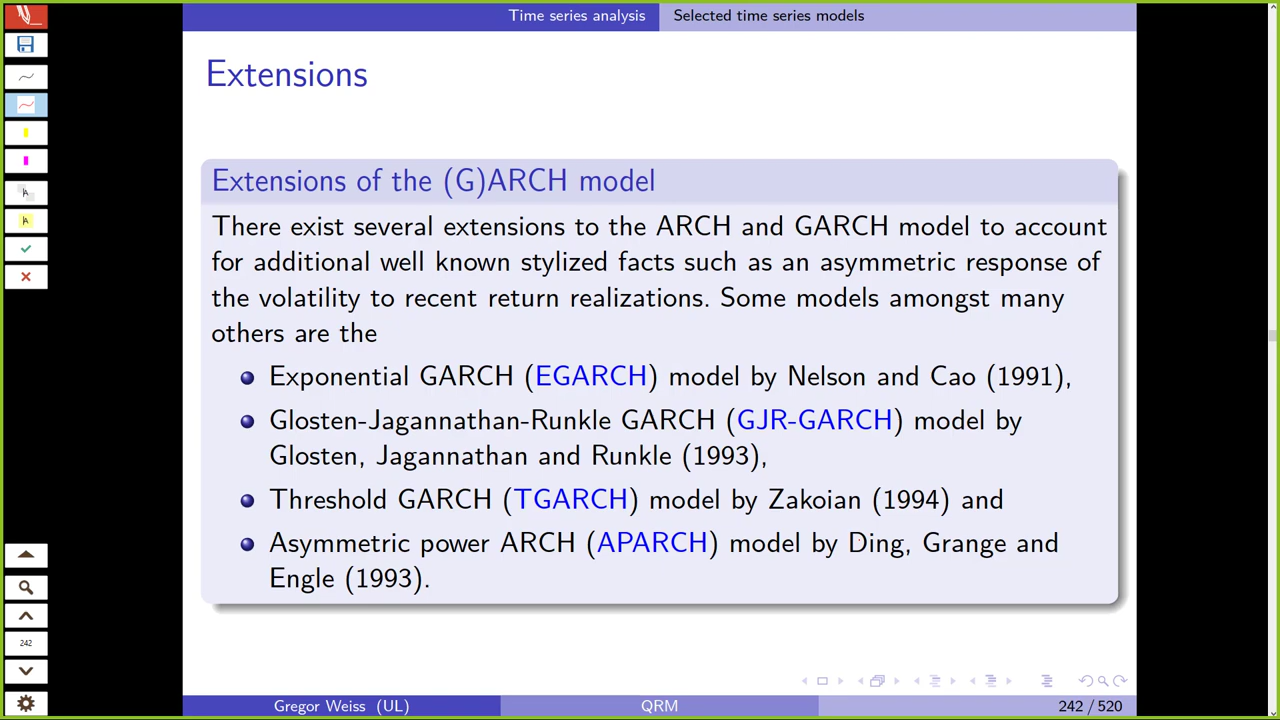 Time series analysis Selected time series models
Extensions
Extensions of the (G)ARCH model
There exist several extensions to the ARCH and GARCH model to account
for additional well known stylized facts such as an asymmetric response of
the volatility to recent return realizations. Some models amongst many
others are the
Exponential GARCH (EGARCH) model by Nelson and Cao (1991),
Glosten-Jagannathan-Runkle GARCH (GJR-GARCH) model by
Glosten, Jagannathan and Runkle (1993),
Threshold GARCH (TGARCH) model by Zakoian (1994) and
Asymmetric power ARCH (APARCH) model by Ding, Grange and
Engle (1993).
242
Gregor Weiss (UL) QRM 242 / 520